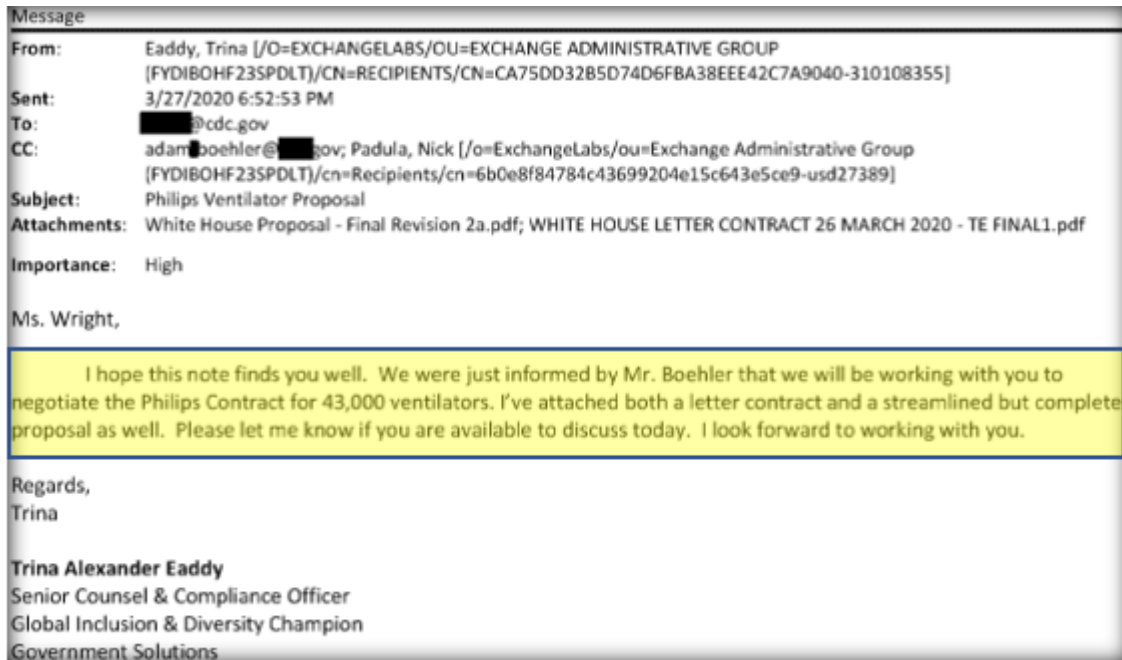 Message
From: Eaddy, Trina [/O=EXCHANGELABS/OU=EXCHANGE ADMINISTRATIVE GROUP
(FYDIBOHF23SPDLT)/CN=RECIPIENTS/CN=CA75DD32B5D74D6FBA38EEE42C7A9040-310108355]
Sent: 3/27/2020 6:52:53 PM
To: @cdc.gov
CC: adam boehler@ gov; Padula, Nick [/o=ExchangeLabs/ou=Exchange Administrative Group
(FYDIBOHF23SPDLT)/cn=Recipients/cn=6b0e8f84784c43699204e15c643e5ce9-usd27389]
Subject: Philips Ventilator Proposal
Attachments: White House Proposal - Final Revision 2a.pdf; WHITE HOUSE LETTER CONTRACT 26 MARCH 2020 - TE FINAL1.pdf
Importance: High
Ms. Wright,
I hope this note finds you well. We were just informed by Mr. Boehler that we will be working with you to
negotiate the Philips Contract for 43,000 ventilators. I've attached both a letter contract and a streamlined but complete
proposal as well. Please let me know if you are available to discuss today. I look forward to working with you.
Regards,
Trina
Trina Alexander Eaddy
Senior Counsel & Compliance Officer
Global Inclusion & Diversity Champion
Government Solutions